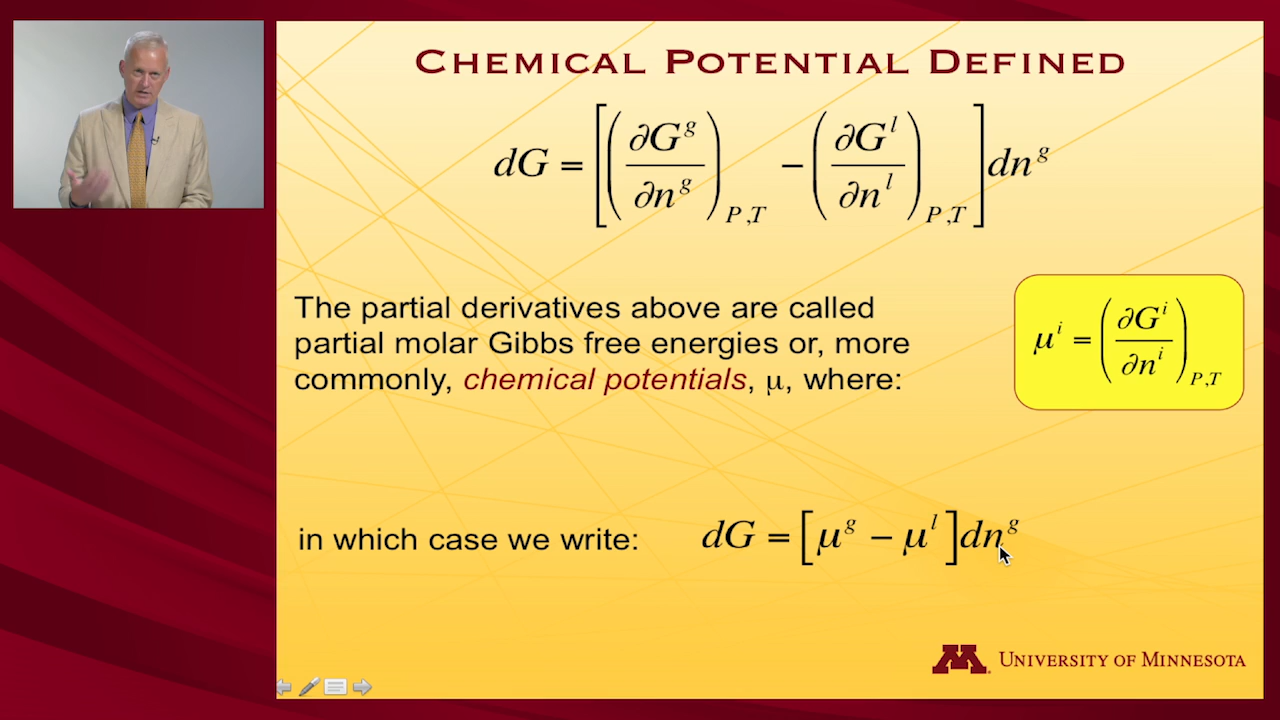 CHEMICAL POTENTIAL DEFINED
dG = [(∂G^g/∂n^g)_{P,T} − (∂G^l/∂n^l)_{P,T}] dn^g
The partial derivatives above are called
partial molar Gibbs free energies or, more
commonly, chemical potentials, μ, where:
μ^i = (∂G^i/∂n^i)_{P,T}
in which case we write: dG = [μ^g − μ^l] dn^g
M UNIVERSITY OF MINNESOTA